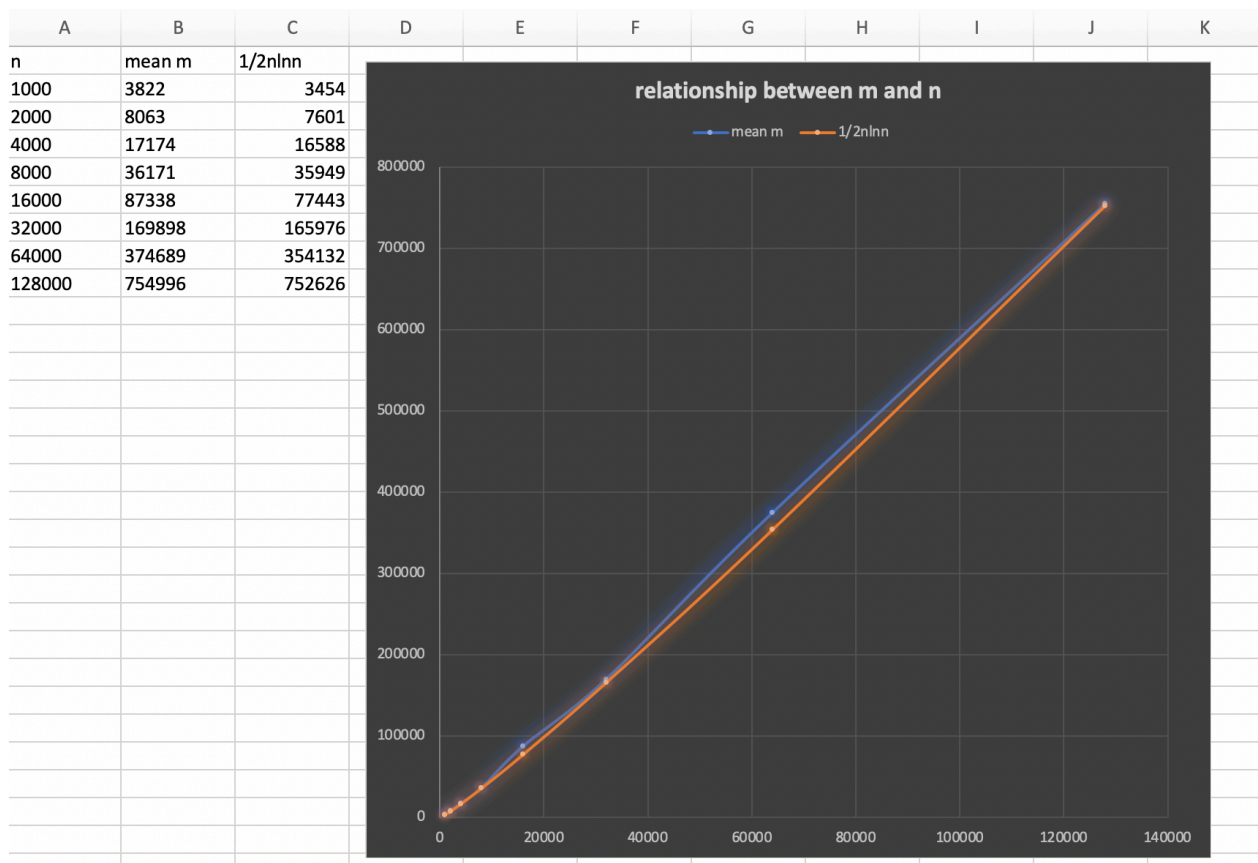 A B C D E F G H I J K
n mean m 1/2nlnn
1000 3822 3454
2000 8063 7601
4000 17174 16588
8000 36171 35949
16000 87338 77443
32000 169898 165976
64000 374689 354132
128000 754996 752626
relationship between m and n
mean m 1/2nlnn
800000
700000
600000
500000
400000
300000
200000
100000
0
0 20000 40000 60000 80000 100000 120000 140000